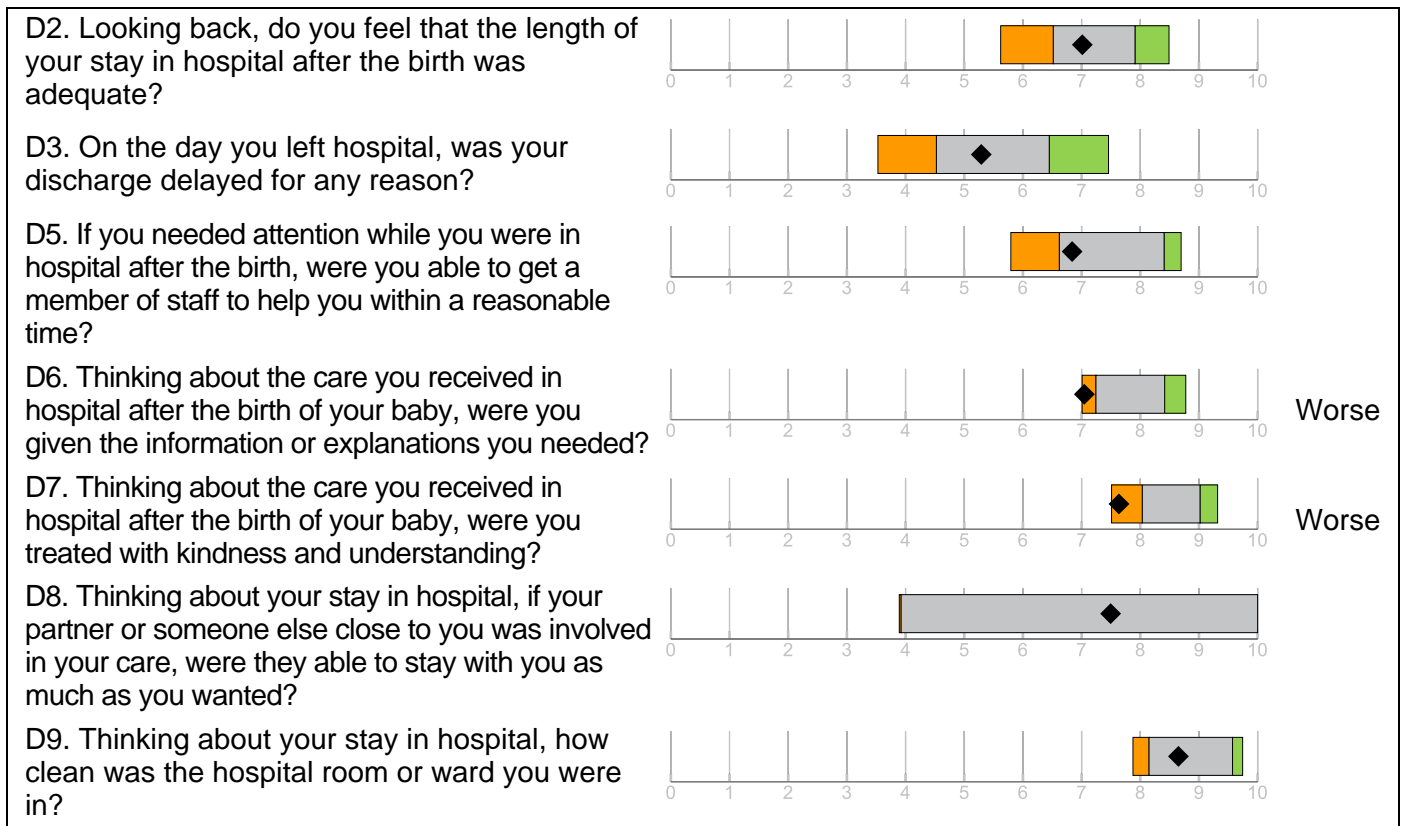 D2. Looking back, do you feel that the length of
your stay in hospital after the birth was
adequate?
0 1 2 3 4 5 6 7 8 9 10
D3. On the day you left hospital, was your
discharge delayed for any reason?
0 1 2 3 4 5 6 7 8 9 10
D5. If you needed attention while you were in
hospital after the birth, were you able to get a
member of staff to help you within a reasonable
time?
0 1 2 3 4 5 6 7 8 9 10
D6. Thinking about the care you received in
hospital after the birth of your baby, were you
given the information or explanations you needed?
0 1 2 3 4 5 6 7 8 9 10
Worse
D7. Thinking about the care you received in
hospital after the birth of your baby, were you
treated with kindness and understanding?
0 1 2 3 4 5 6 7 8 9 10
Worse
D8. Thinking about your stay in hospital, if your
partner or someone else close to you was involved
in your care, were they able to stay with you as
much as you wanted?
0 1 2 3 4 5 6 7 8 9 10
D9. Thinking about your stay in hospital, how
clean was the hospital room or ward you were
in?
0 1 2 3 4 5 6 7 8 9 10